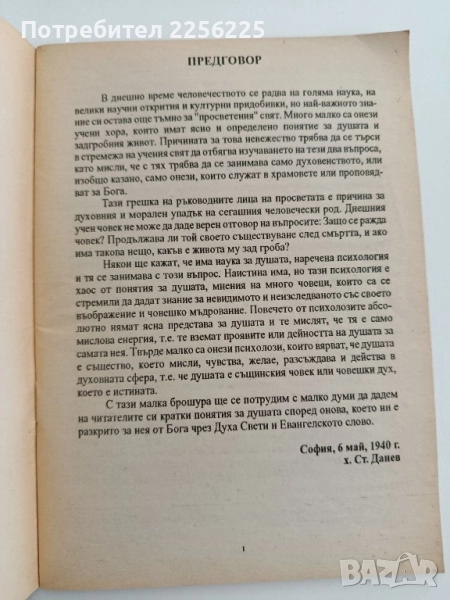 Потребител 2256225
ПРЕДГОВОР
В днешно време човечеството се радва на голяма наука, на
велики научни открития и културни придобивки, но най-важното зна-
ние си остава още тъмно за "просветения" свят. Много малко са онези
учени хора, които имат ясно и определено понятие за душата и
задгробния живот. Причината за това невежество трябва да се търси
в стремежа на учения свят да отбягва изучаването на тези два въпроса,
като мисли, че с тях трябва да се занимава само духовенството, или
изобщо казано, само онези, които служат в храмовете или проповяд-
ват за Бога.
Тази грешка на ръководните лица на просветата е причина за
духовния и морален упадък на сегашния човечески род. Днешния
учен човек не може да даде верен отговор на въпросите: Защо се ражда
човек? Продължава ли той своето съществуване след смъртта, и ако
има такова нещо, какъв е живота му зад гроба?
Някои ще кажат, че има наука за душата, наречена психология
и тя се занимава с този въпрос. Наистина има, но тази психология е
хаос от понятия за душата, мнения на много човеци, които са се
стремили да дадат знание за невидимото и неизследваното със своето
въображение и човешко мъдрование. Повечето от психолозите абсо-
лютно нямат ясна представа за душата и те мислят, че тя е само
мислова енергия, т.е. те вземат проявите или дейността на душата за
самата нея. Твърде малко са онези психолози, които вярват, че душата
е същество, което мисли, чувства, желае, разсъждава и действа в
духовната сфера, т.е. че душата е същинския човек или човешки дух,
което е истината.
С тази малка брошура ще се потрудим с малко думи да дадем
на читателите си кратки понятия за душата според онова, което ни е
разкрито за нея от Бога чрез Духа Свети и Евангелското слово.
София, 6 май, 1940 г.
х. Ст. Данев
1
bazar